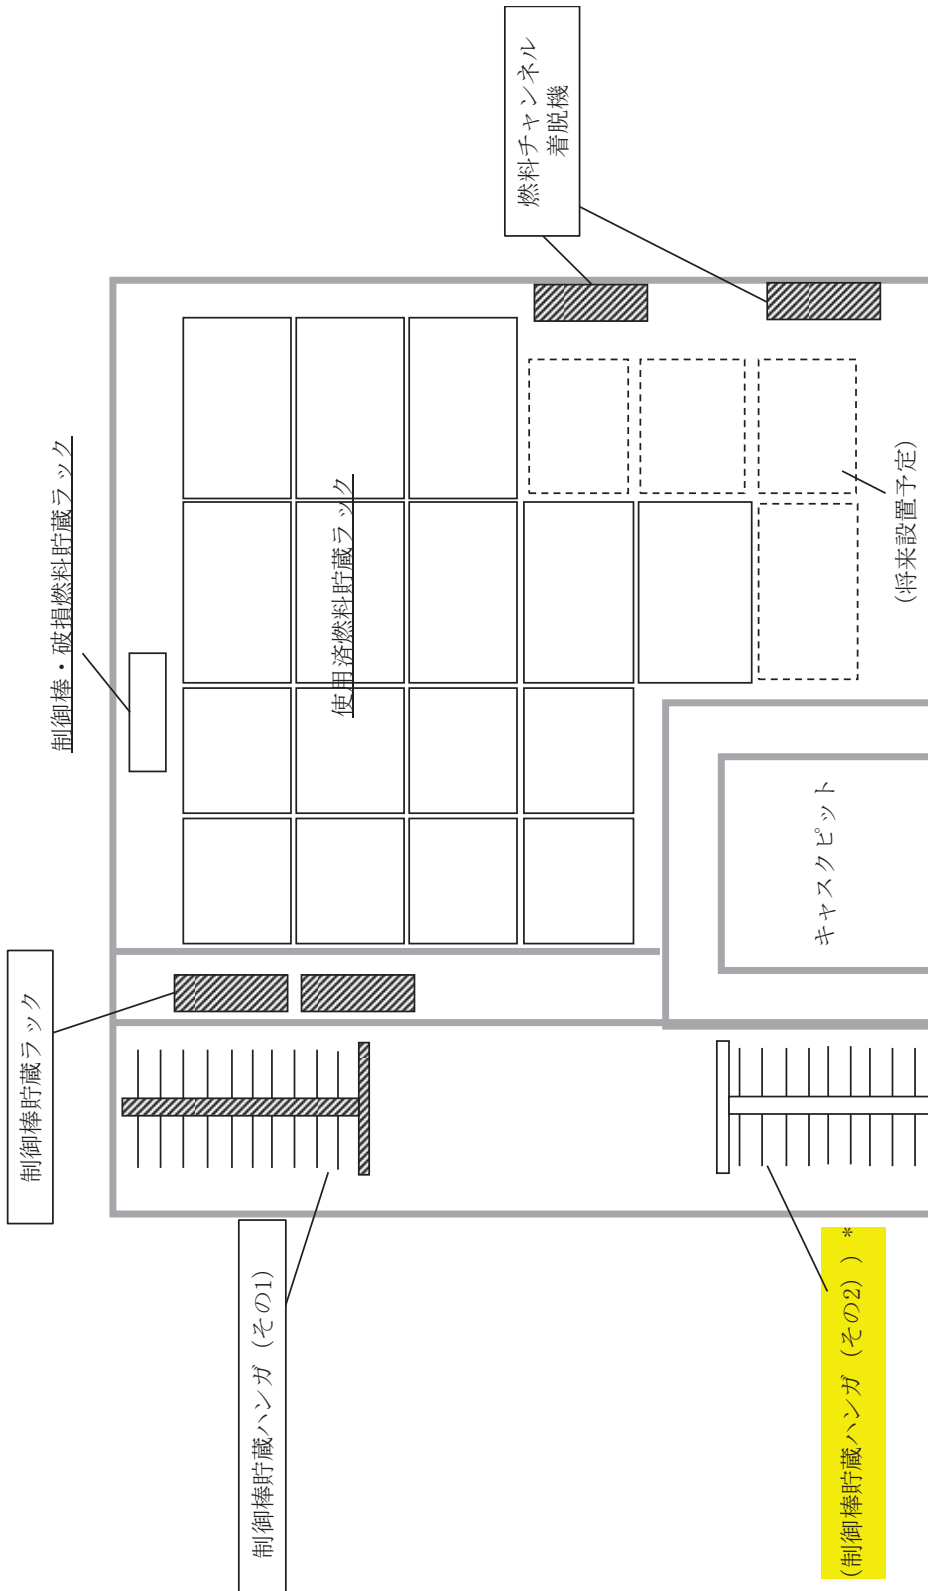 燃料チャンネル
着脱機
制御棒・破損燃料貯蔵ラック
使用済燃料貯蔵ラック
(将来設置予定)
キャスクピット
制御棒貯蔵ラック
制御棒貯蔵ハンガ (その1)
(制御棒貯蔵ハンガ (その2) ) *